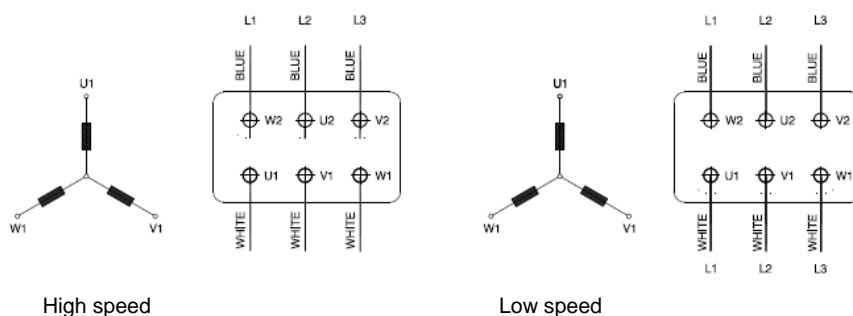 L1 L2 L3
BLUE BLUE BLUE
U1
W2 U2 V2
U1 V1 W1
W1 V1
WHITE WHITE WHITE
High speed
L1 L2 L3
BLUE BLUE BLUE
U1
W2 U2 V2
U1 V1 W1
W1 V1
WHITE WHITE WHITE
L1 L2 L3
Low speed